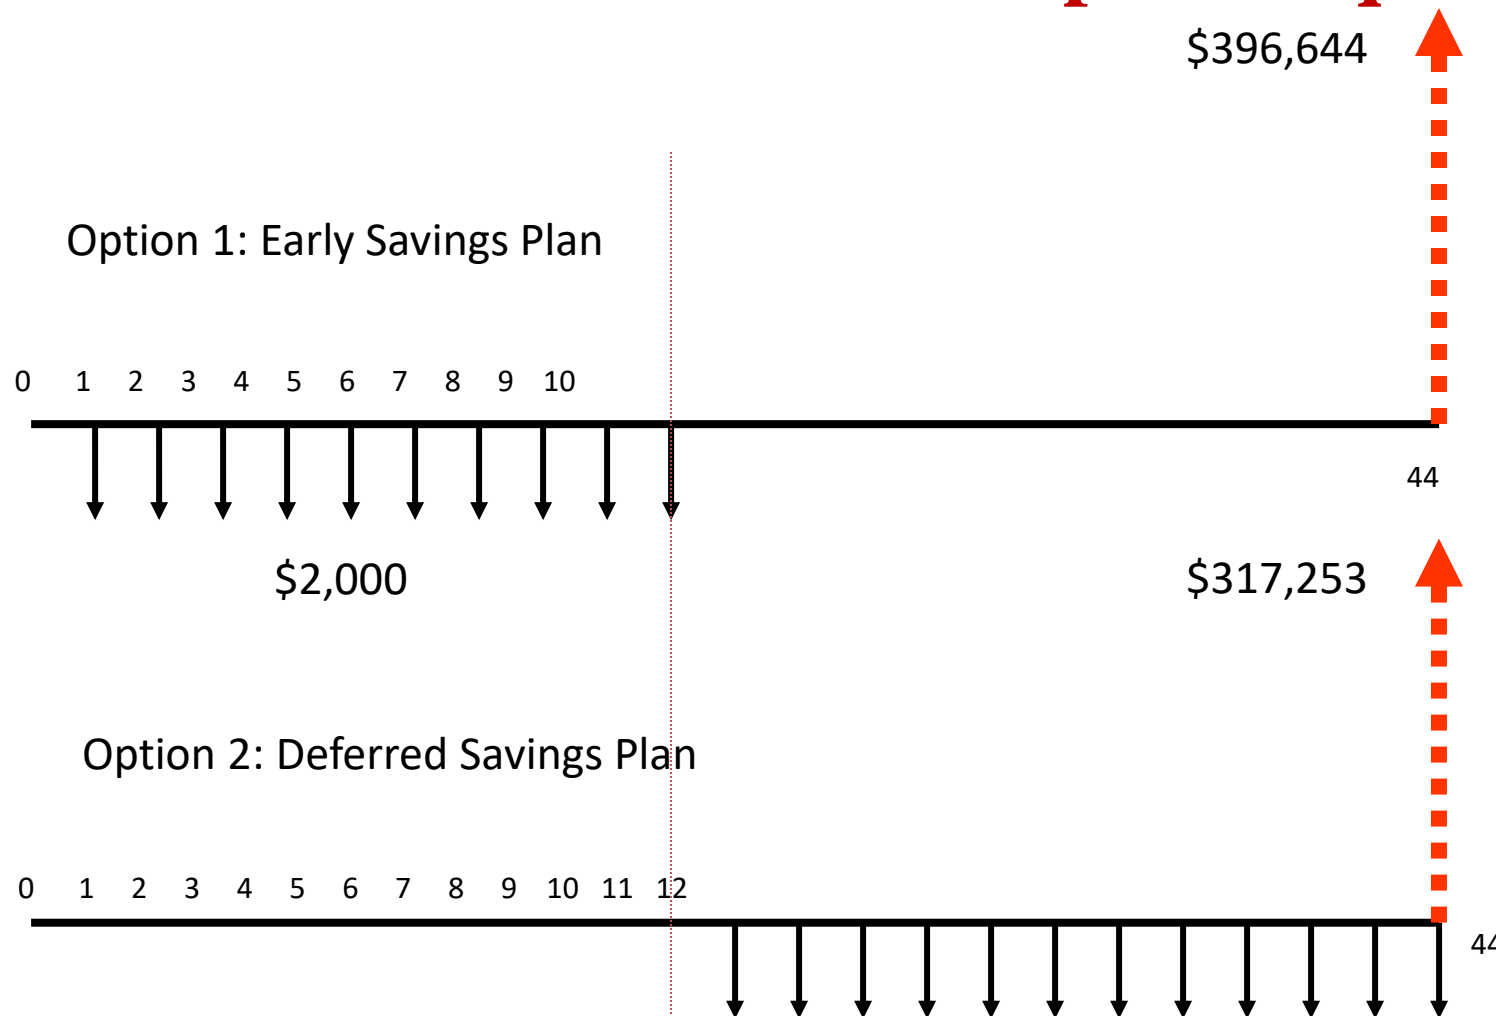 $396,644
Option 1: Early Savings Plan
0 1 2 3 4 5 6 7 8 9 10
44
$2,000
$317,253
Option 2: Deferred Savings Plan
0 1 2 3 4 5 6 7 8 9 10 11 12
44